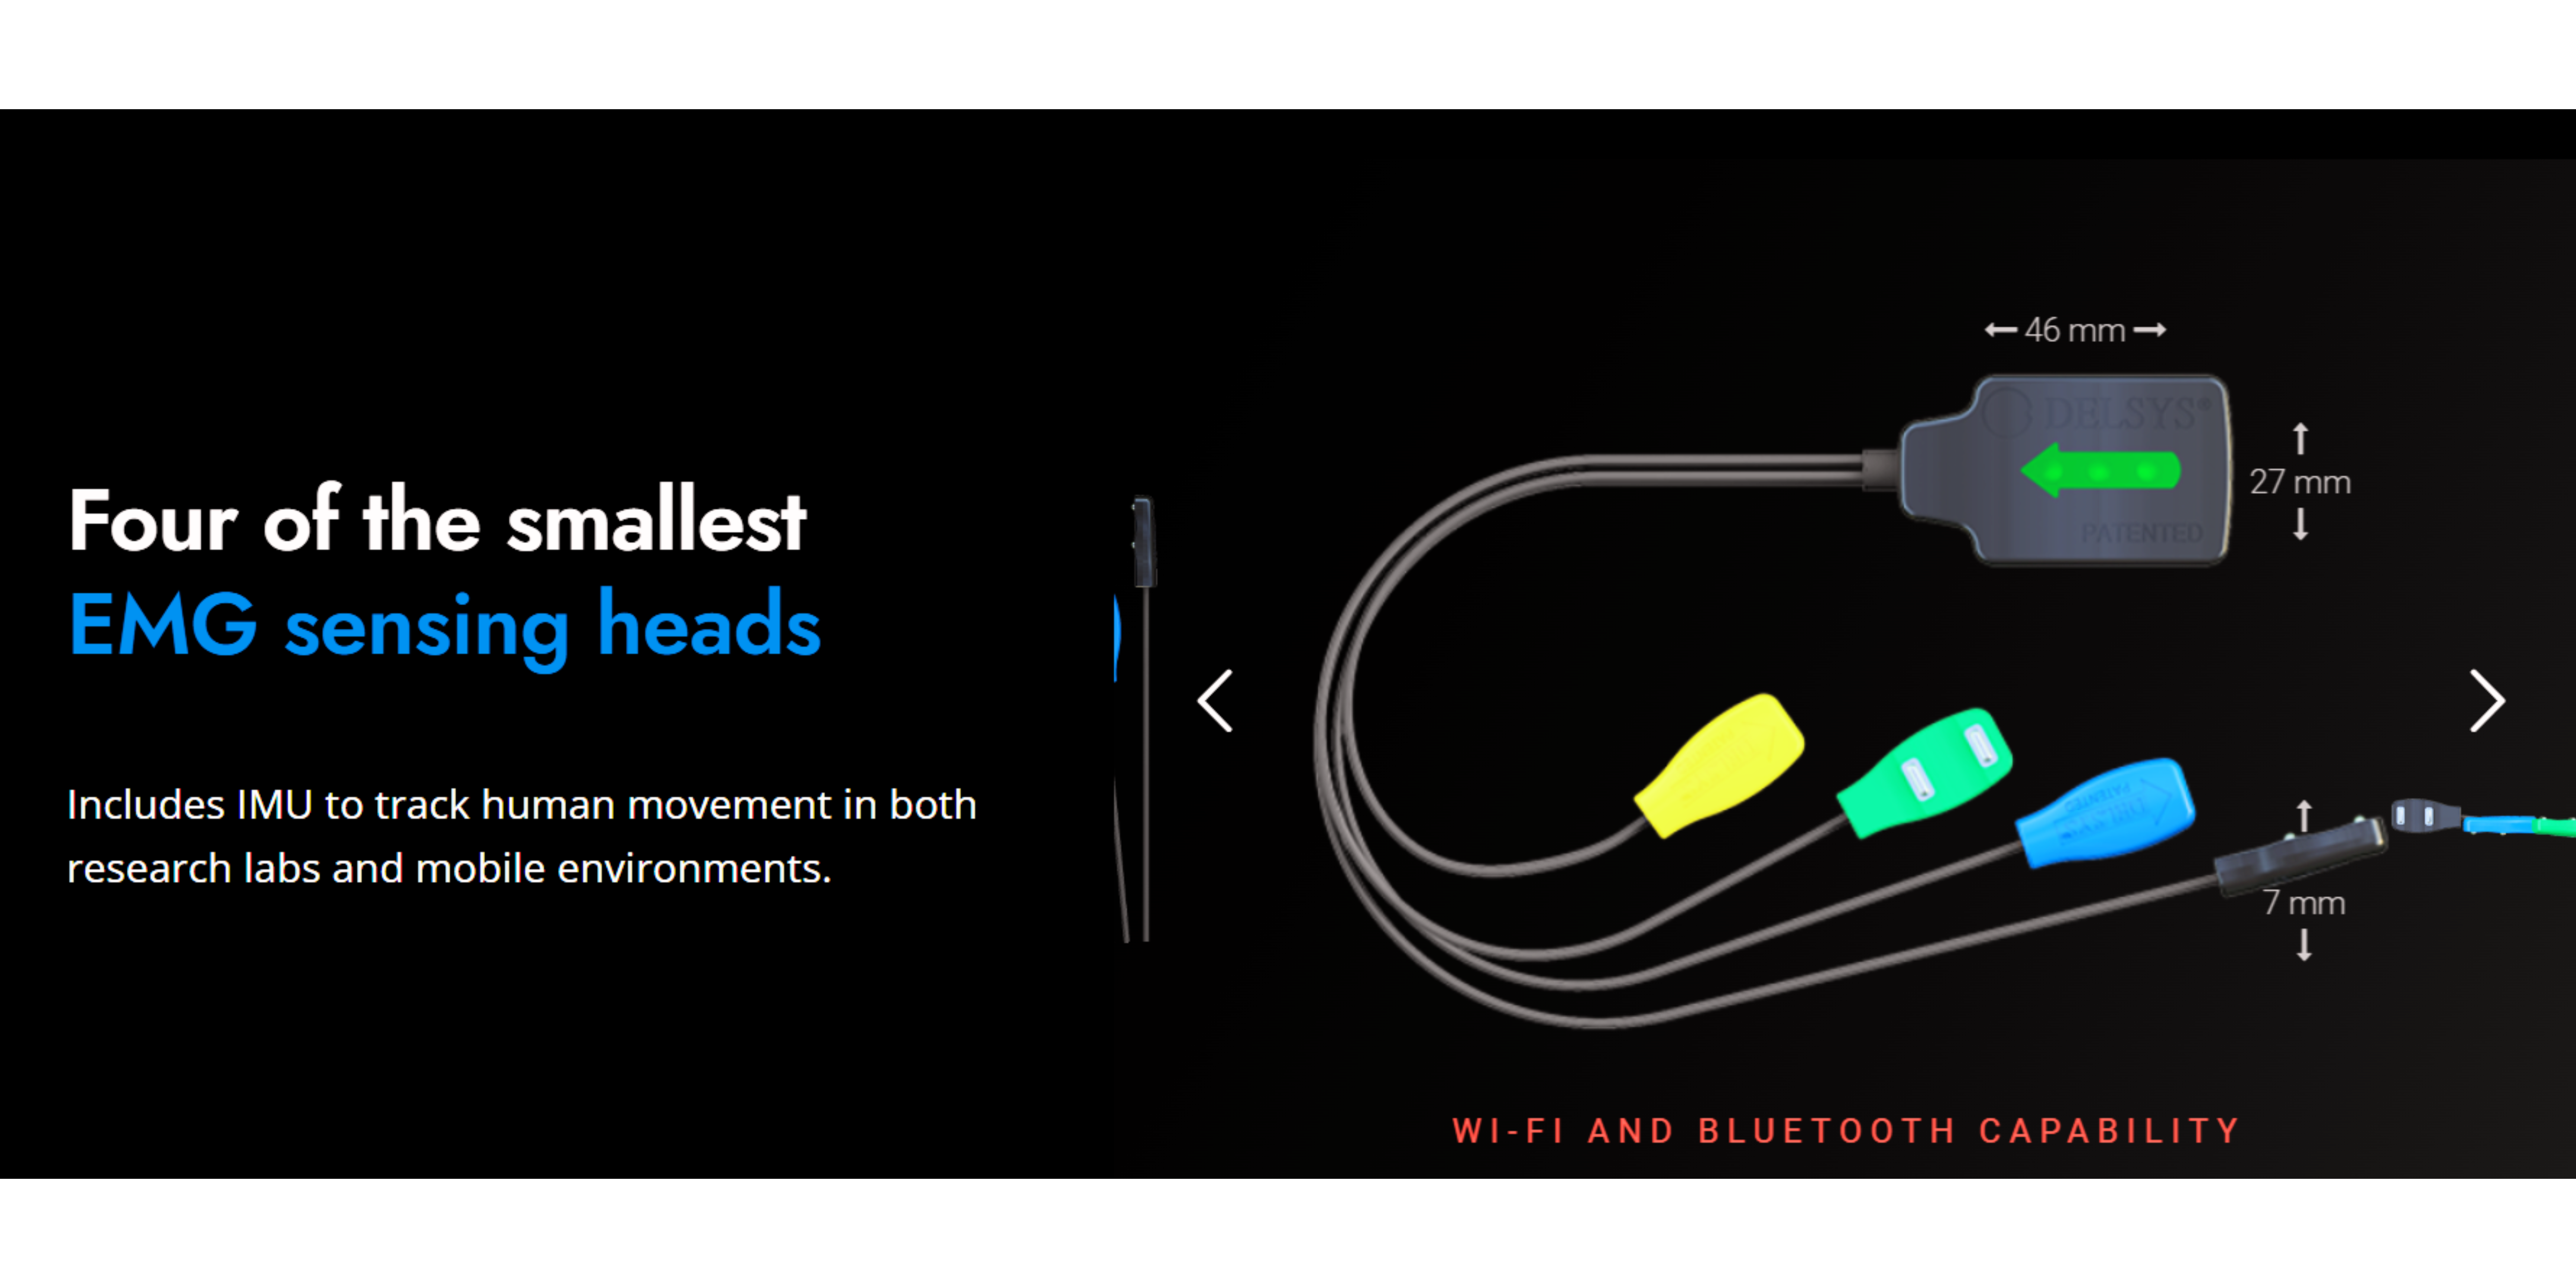 Four of the smallest
EMG sensing heads
Includes IMU to track human movement in both
research labs and mobile environments.
46 mm
DELSYS®
27 mm
PATENTED
7 mm
WI-FI AND BLUETOOTH CAPABILITY